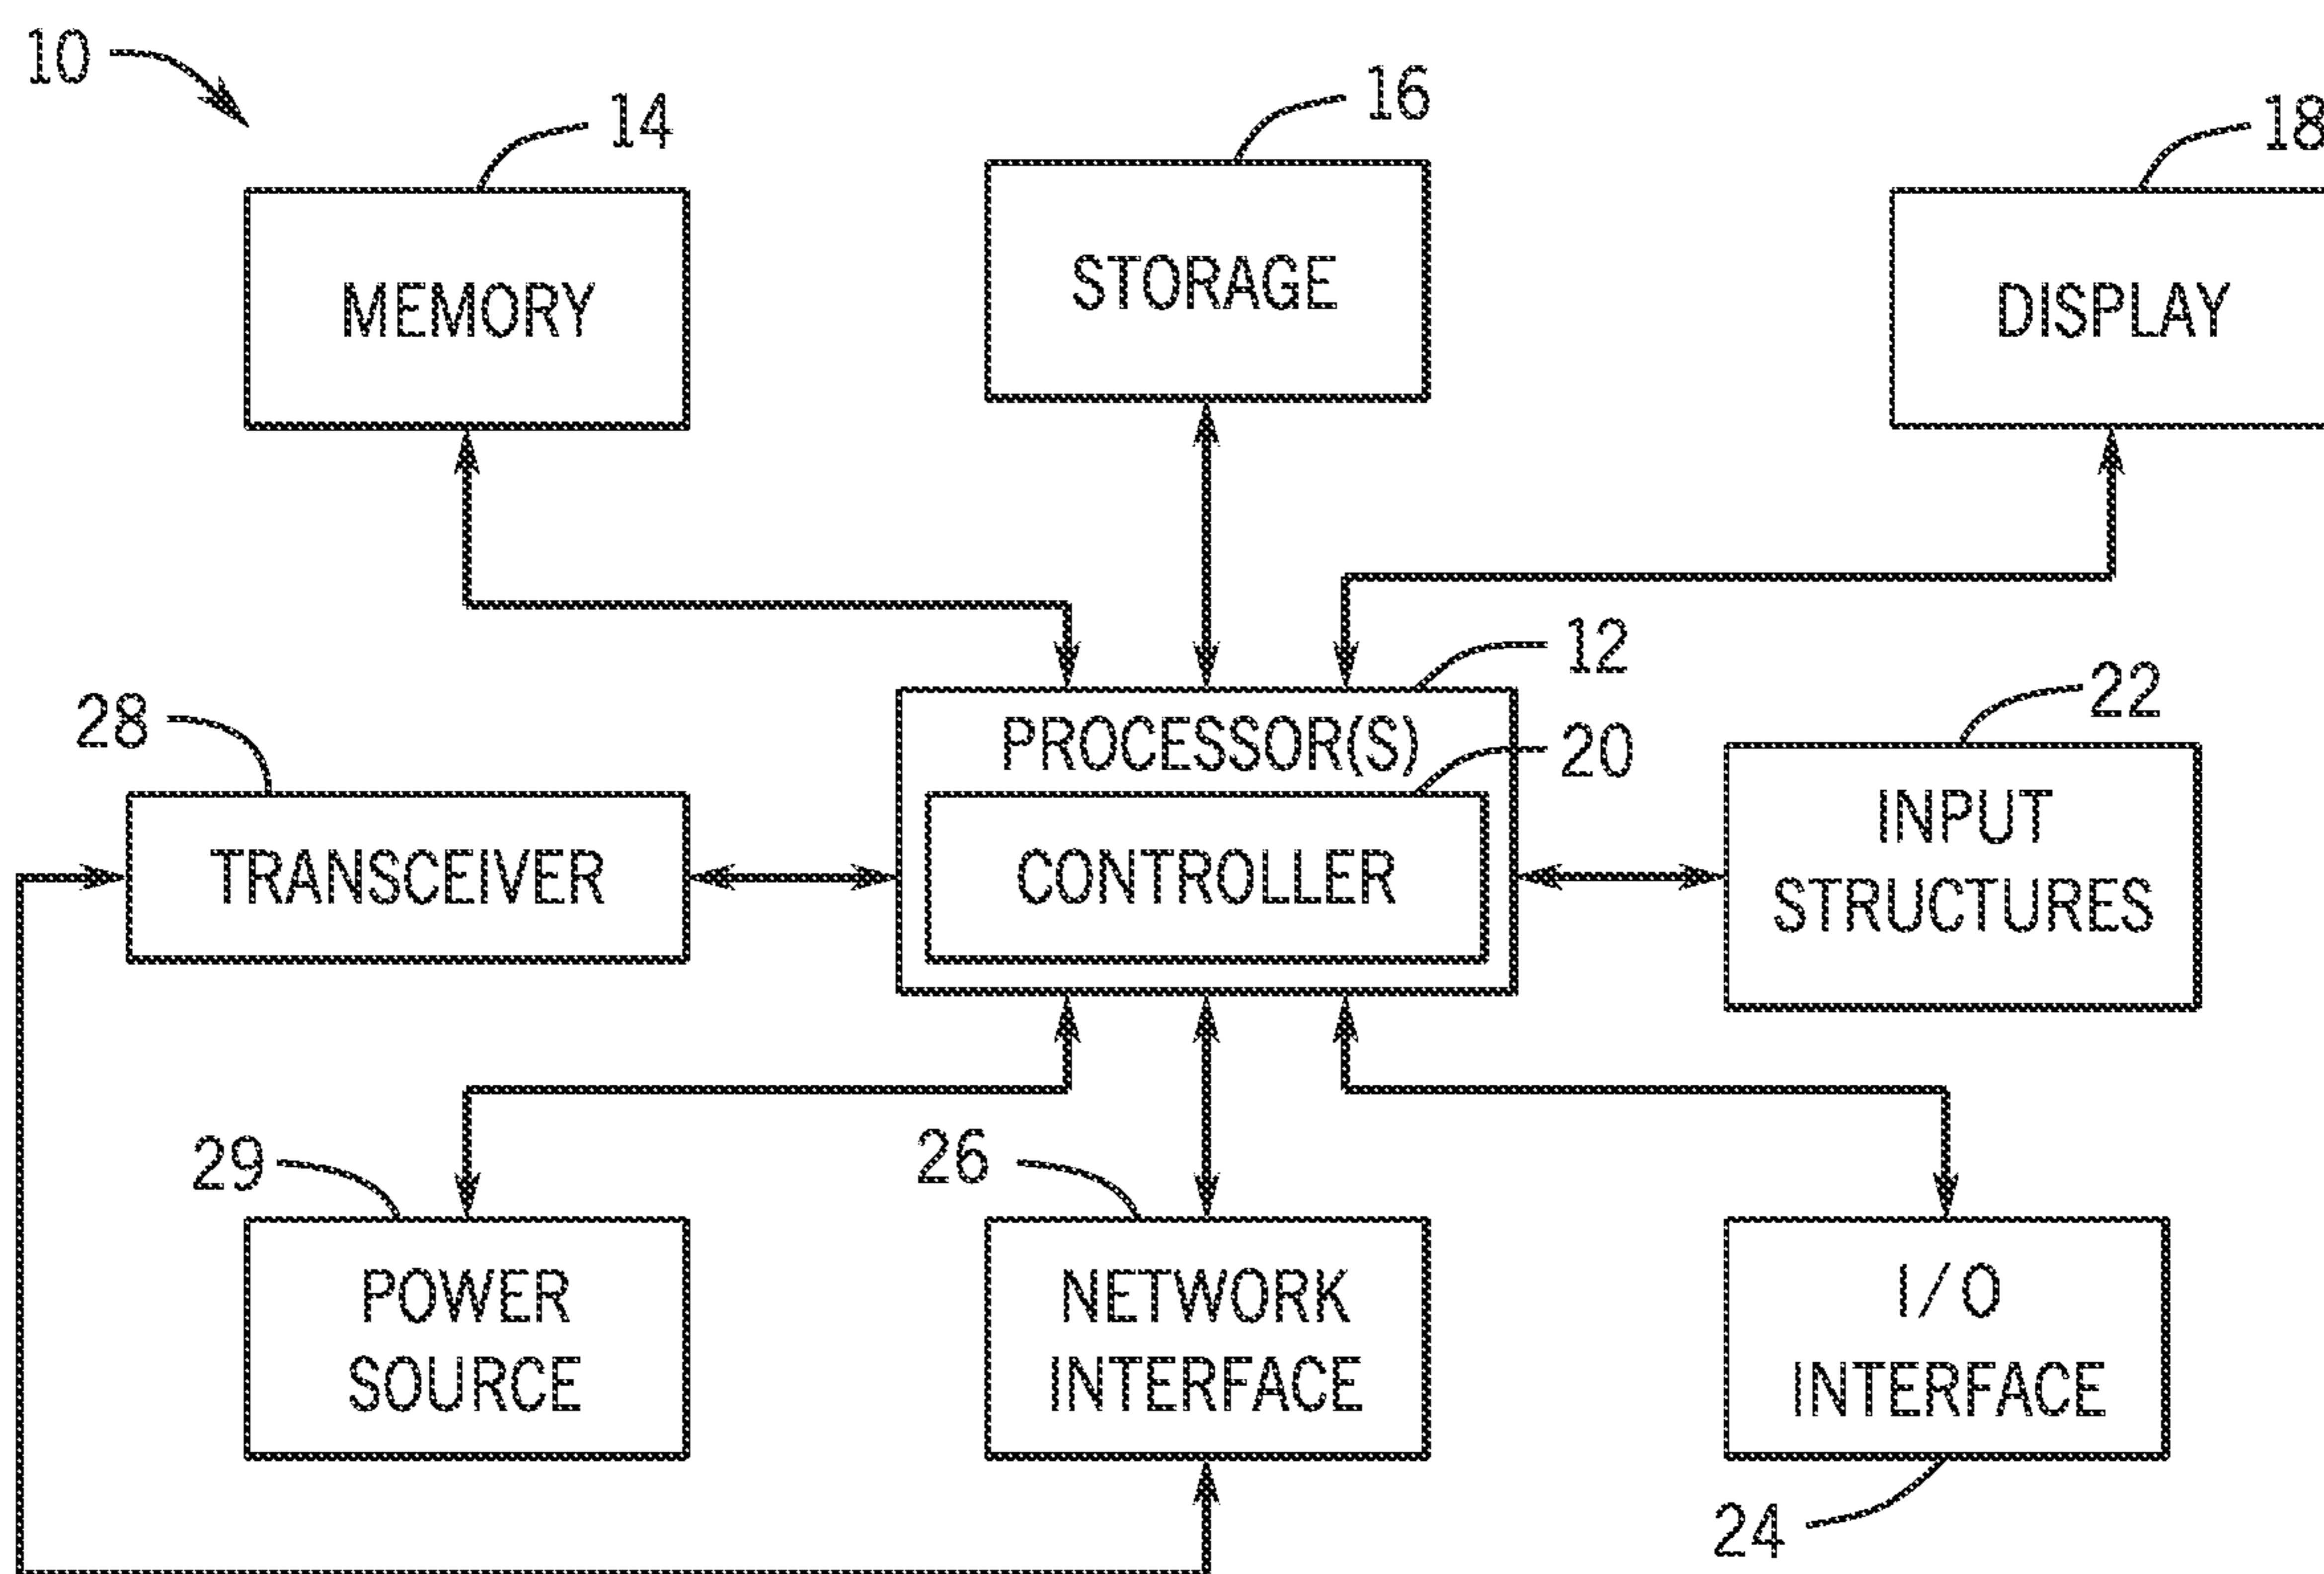 10
14
16
18
MEMORY
STORAGE
DISPLAY
12
28
PROCESSOR(S)
20
22
TRANSCEIVER
CONTROLLER
INPUT
STRUCTURES
29
26
POWER
SOURCE
NETWORK
INTERFACE
I/O
INTERFACE
24